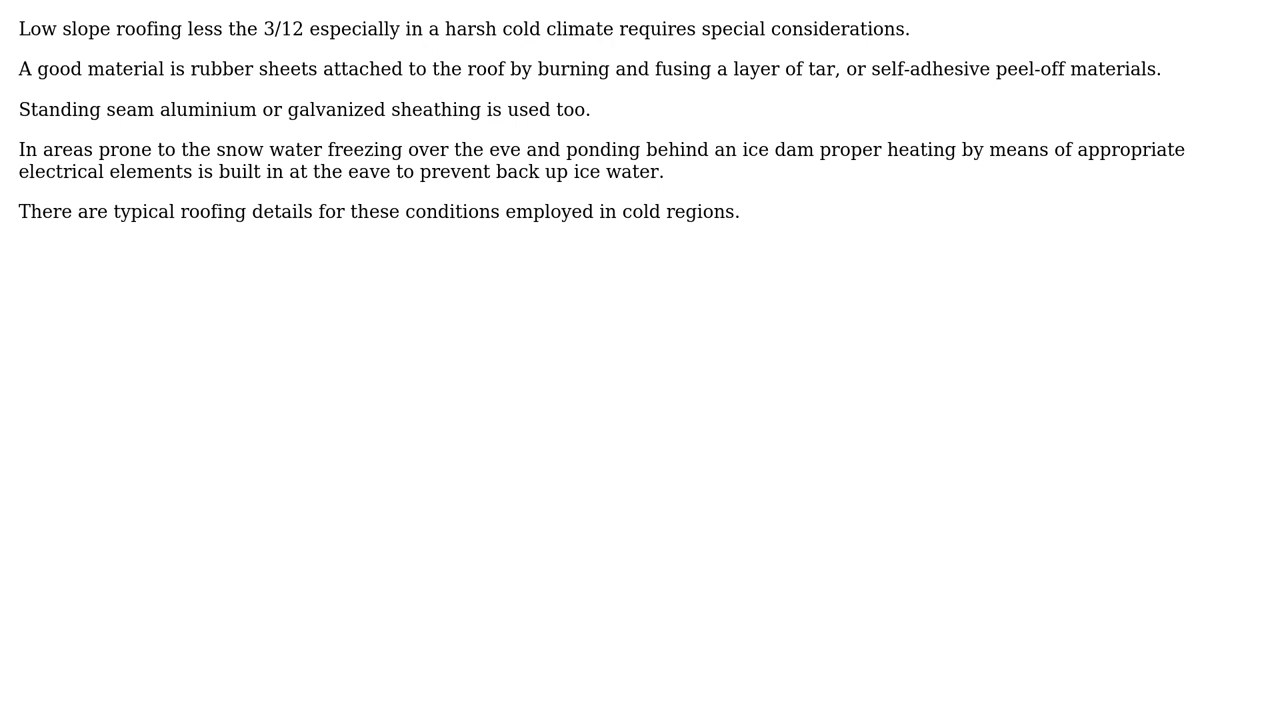 Low slope roofing less the 3/12 especially in a harsh cold climate requires special considerations.
A good material is rubber sheets attached to the roof by burning and fusing a layer of tar, or self-adhesive peel-off materials.
Standing seam aluminium or galvanized sheathing is used too.
In areas prone to the snow water freezing over the eve and ponding behind an ice dam proper heating by means of appropriate
electrical elements is built in at the eave to prevent back up ice water.
There are typical roofing details for these conditions employed in cold regions.